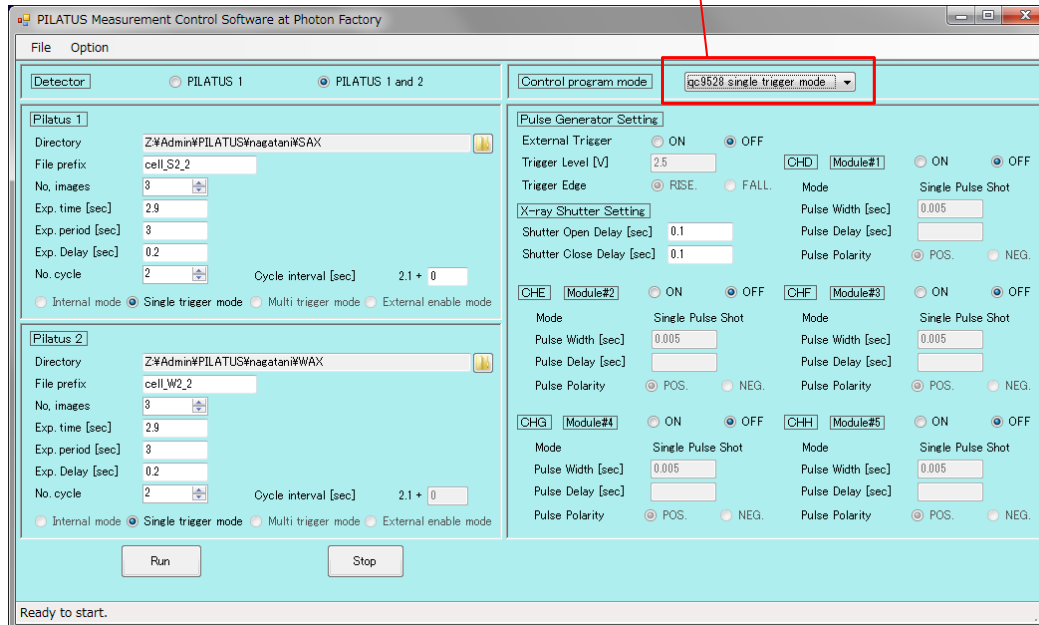 PILATUS Measurement Control Software at Photon Factory
File Option
Detector PILATUS 1 PILATUS 1 and 2
Control program mode qc9528 single trigger mode
Pilatus 1
Directory Z:¥Admin¥PILATUS¥nagatani¥SAX
File prefix cell_S2_2
No, images 3
Exp. time [sec] 2.9
Exp. period [sec] 3
Exp. Delay [sec] 0.2
No. cycle 2 Cycle interval [sec] 2.1 + 0
Internal mode Single trigger mode Multi trigger mode External enable mode
Pilatus 2
Directory Z:¥Admin¥PILATUS¥nagatani¥WAX
File prefix cell_W2_2
No, images 3
Exp. time [sec] 2.9
Exp. period [sec] 3
Exp. Delay [sec] 0.2
No. cycle 2 Cycle interval [sec] 2.1 + 0
Internal mode Single trigger mode Multi trigger mode External enable mode
Run Stop
Pulse Generator Setting
External Trigger ON OFF
Trigger Level [V] 2.5
Trigger Edge RISE. FALL.
X-ray Shutter Setting
Shutter Open Delay [sec] 0.1
Shutter Close Delay [sec] 0.1
CHD Module#1 ON OFF
Mode Single Pulse Shot
Pulse Width [sec] 0.005
Pulse Delay [sec]
Pulse Polarity POS. NEG.
CHE Module#2 ON OFF
Mode Single Pulse Shot
Pulse Width [sec] 0.005
Pulse Delay [sec]
Pulse Polarity POS. NEG.
CHF Module#3 ON OFF
Mode Single Pulse Shot
Pulse Width [sec] 0.005
Pulse Delay [sec]
Pulse Polarity POS. NEG.
CHG Module#4 ON OFF
Mode Single Pulse Shot
Pulse Width [sec] 0.005
Pulse Delay [sec]
Pulse Polarity POS. NEG.
CHH Module#5 ON OFF
Mode Single Pulse Shot
Pulse Width [sec] 0.005
Pulse Delay [sec]
Pulse Polarity POS. NEG.
Ready to start.